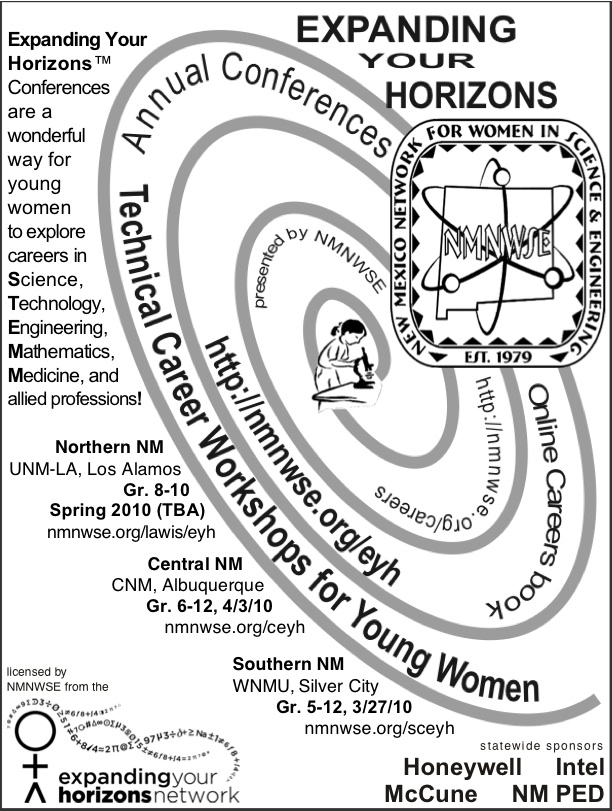 EXPANDING
YOUR
HORIZONS
Expanding Your
Horizons™
Conferences
are a
wonderful
way for
young
women
to explore
careers in
Science,
Technology,
Engineering,
Mathematics,
Medicine, and
allied professions!
Annual Conferences
Technical Career Workshops for Young Women
presented by NMNWSE
http://nmnwse.org/eyh
http://nmnwse.org/careers
Online Careers book
NEW MEXICO NETWORK FOR WOMEN IN SCIENCE & ENGINEERING
NMNWSE
EST. 1979
Northern NM
UNM-LA, Los Alamos
Gr. 8-10
Spring 2010 (TBA)
nmnwse.org/lawis/eyh
Central NM
CNM, Albuquerque
Gr. 6-12, 4/3/10
nmnwse.org/ceyh
Southern NM
WNMU, Silver City
Gr. 5-12, 3/27/10
nmnwse.org/sceyh
licensed by
NMNWSE from the
expandingyour
horizonsnetwork
statewide sponsors
Honeywell Intel
McCune NM PED